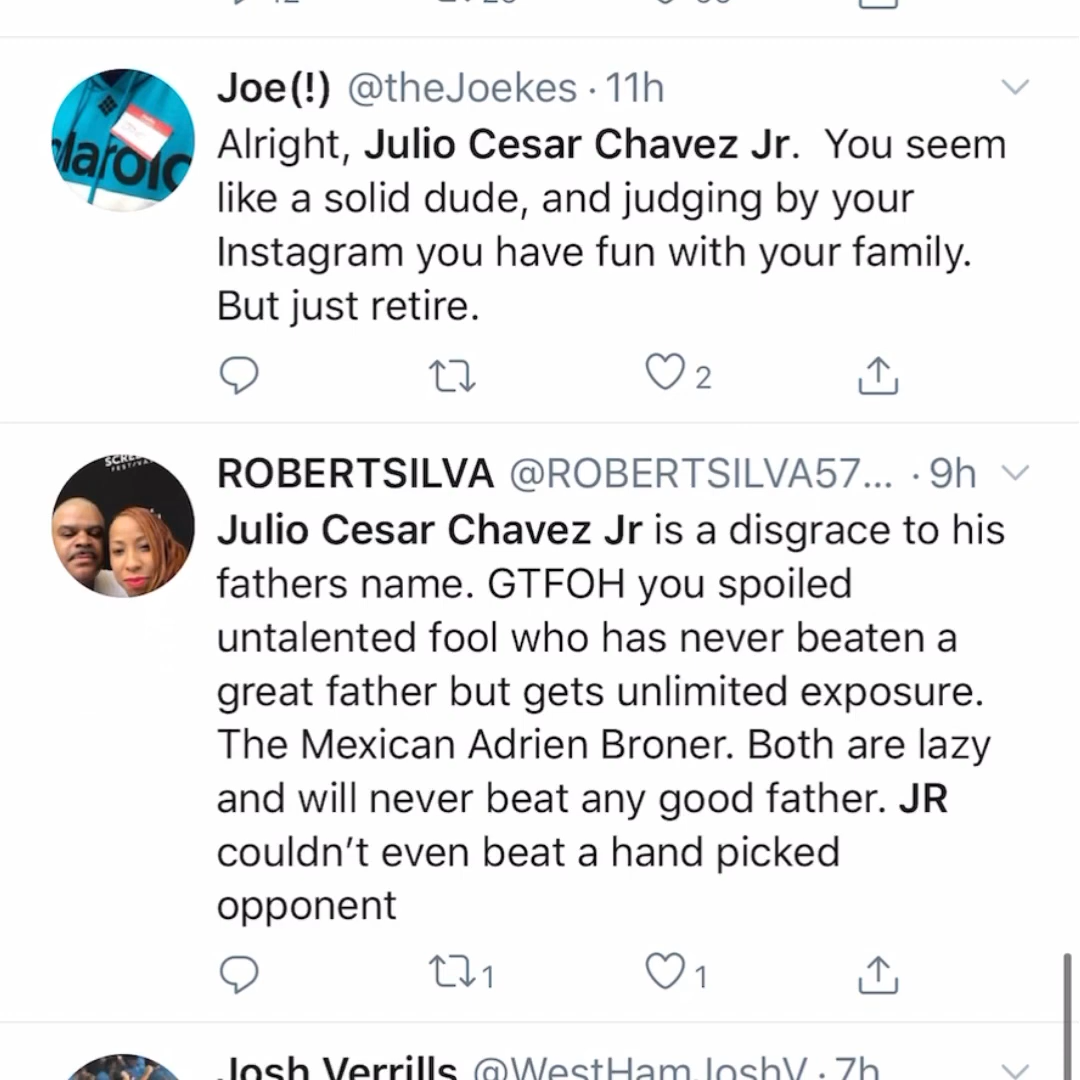 Joe(!) @theJoekes · 11h
Alright, Julio Cesar Chavez Jr.  You seem
like a solid dude, and judging by your
Instagram you have fun with your family.
But just retire.
2
ROBERTSILVA @ROBERTSILVA57... · 9h
Julio Cesar Chavez Jr is a disgrace to his
fathers name. GTFOH you spoiled
untalented fool who has never beaten a
great father but gets unlimited exposure.
The Mexican Adrien Broner. Both are lazy
and will never beat any good father. JR
couldn’t even beat a hand picked
opponent
1 1
Josh Verrills @WestHamJoshV · 7h